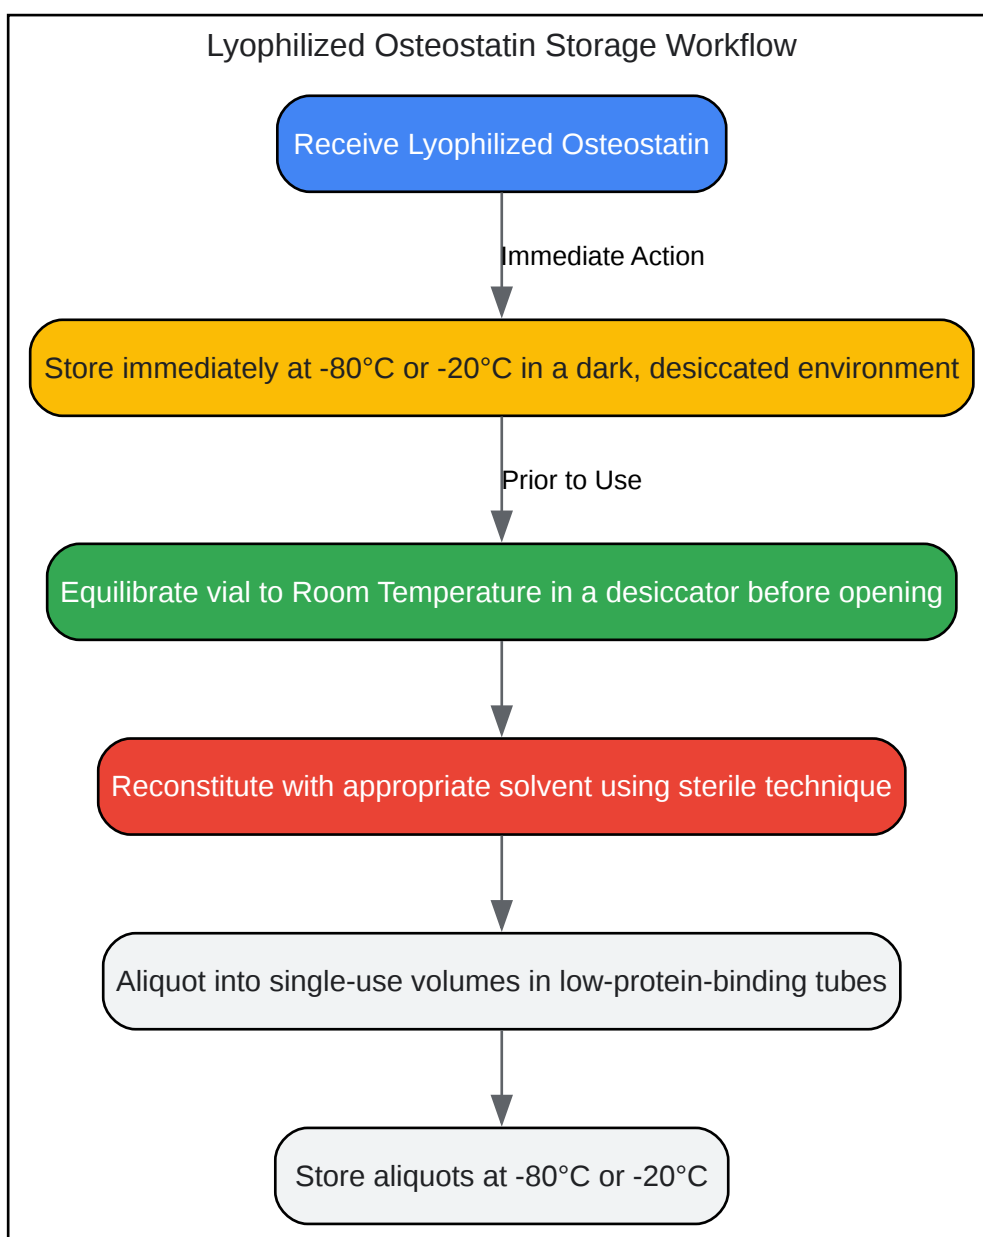 Lyophilized Osteostatin Storage Workflow
Receive Lyophilized Osteostatin
Immediate Action
Store immediately at -80°C or -20°C in a dark, desiccated environment
Prior to Use
Equilibrate vial to Room Temperature in a desiccator before opening
Reconstitute with appropriate solvent using sterile technique
Aliquot into single-use volumes in low-protein-binding tubes
Store aliquots at -80°C or -20°C